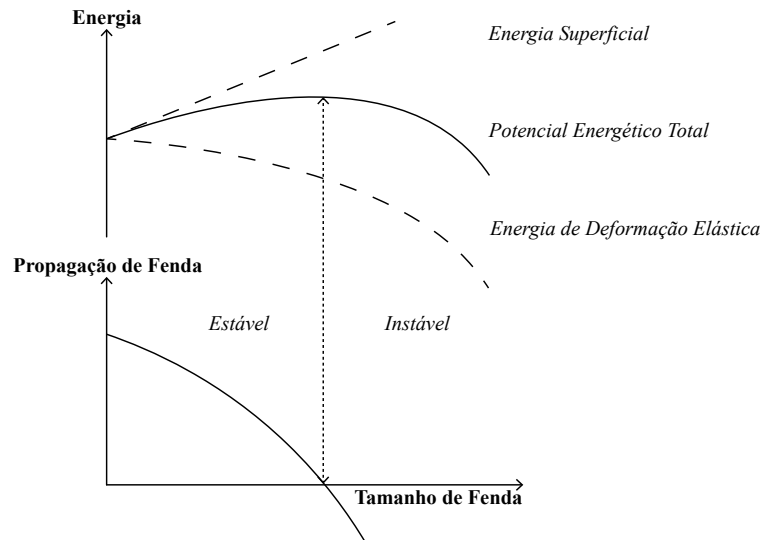 Energia
Energia Superficial
Potencial Energético Total
Energia de Deformação Elástica
Propagação de Fenda
Estável
Instável
Tamanho de Fenda